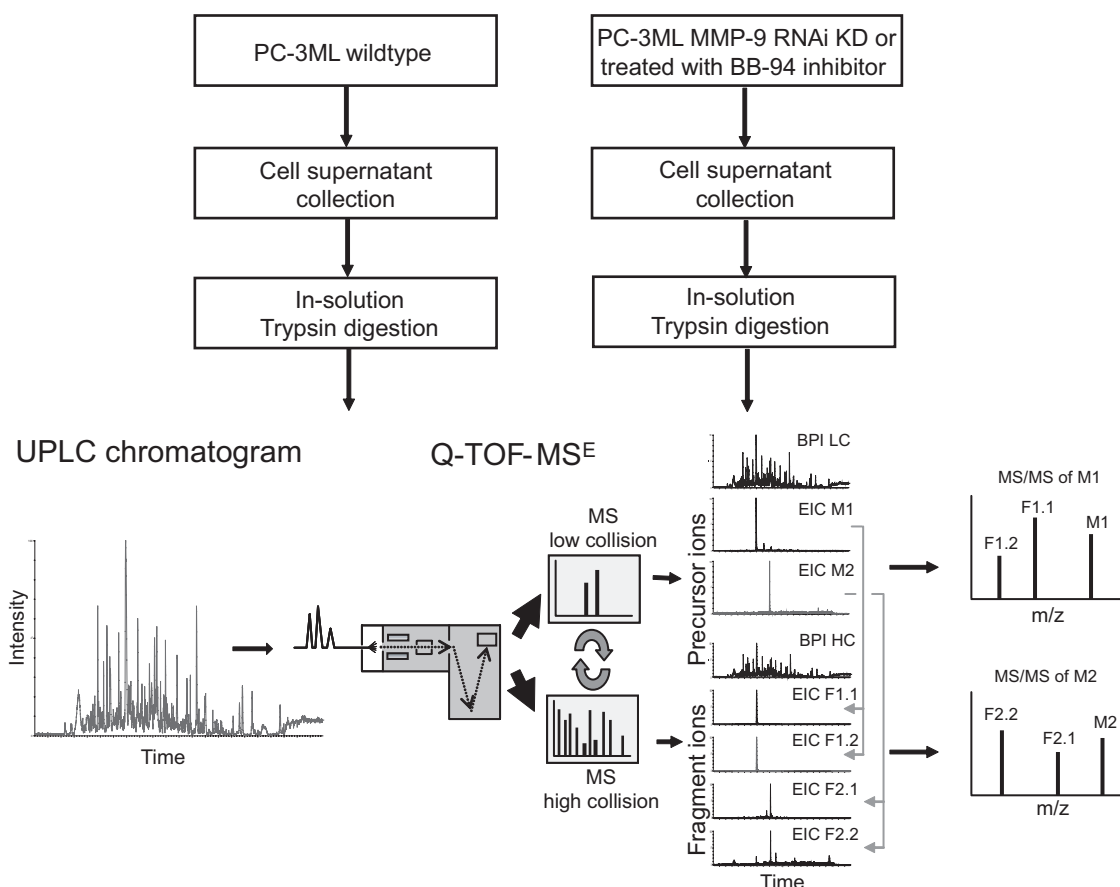 PC-3ML wildtype
PC-3ML MMP-9 RNAi KD or
treated with BB-94 inhibitor
Cell supernatant
collection
Cell supernatant
collection
In-solution
Trypsin digestion
In-solution
Trypsin digestion
UPLC chromatogram
Intensity
Time
Q-TOF-MSᴱ
MS
low collision
MS
high collision
Precursor ions
Fragment ions
BPI LC
EIC M1
EIC M2
BPI HC
EIC F1.1
EIC F1.2
EIC F2.1
EIC F2.2
Time
MS/MS of M1
F1.2
F1.1
M1
m/z
MS/MS of M2
F2.2
F2.1
M2
m/z